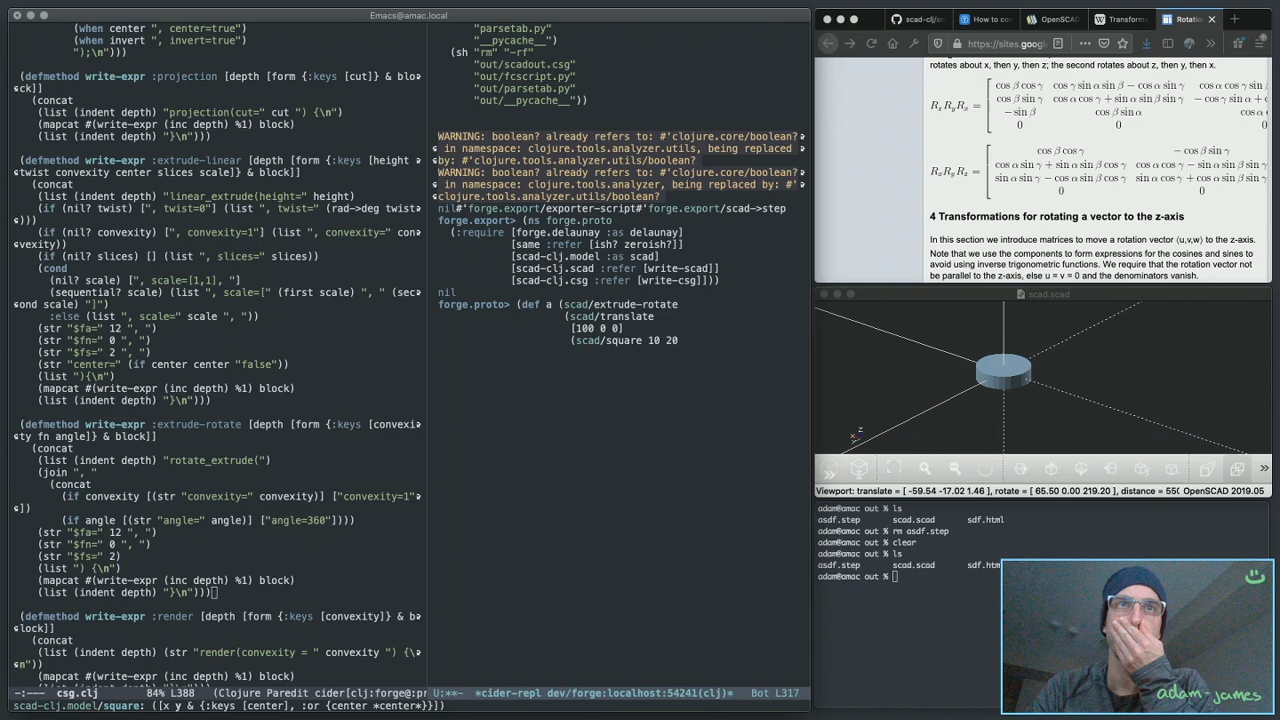 Emacs@amac.local
(when center ", center=true")
(when invert ", invert=true")
");\n")))
(defmethod write-expr :projection [depth [form {:keys [cut]} & blo
ck]]
(concat
(list (indent depth) "projection(cut=" cut ") {\n")
(mapcat #(write-expr (inc depth) %1) block)
(list (indent depth) "}\n")))
(defmethod write-expr :extrude-linear [depth [form {:keys [height
twist convexity center slices scale]} & block]]
(concat
(list (indent depth) "linear_extrude(height=" height)
(if (nil? twist) [", twist=0"] (list ", twist=" (rad->deg twist
)))
(if (nil? convexity) [", convexity=1"] (list ", convexity=" con
vexity))
(if (nil? slices) [] (list ", slices=" slices))
(cond
(nil? scale) [", scale=[1,1], "]
(sequential? scale) (list ", scale=[" (first scale) ", " (sec
ond scale) "]")
:else (list ", scale=" scale ", "))
(str "$fa=" 12 ", ")
(str "$fn=" 0 ", ")
(str "$fs=" 2 ", ")
(str "center=" (if center center "false"))
(list "){\n")
(mapcat #(write-expr (inc depth) %1) block)
(list (indent depth) "}\n")))
(defmethod write-expr :extrude-rotate [depth [form {:keys [convexi
ty fn angle]} & block]]
(concat
(list (indent depth) "rotate_extrude(")
(join ", "
(concat
(if convexity [(str "convexity=" convexity)] ["convexity=1"
])
(if angle [(str "angle=" angle)] ["angle=360"])))
(str "$fa=" 12 ", ")
(str "$fn=" 0 ", ")
(str "$fs=" 2)
(list ") {\n")
(mapcat #(write-expr (inc depth) %1) block)
(list (indent depth) "}\n")))
(defmethod write-expr :render [depth [form {:keys [convexity]} & b
lock]]
(concat
(list (indent depth) (str "render(convexity = " convexity ") {\
n"))
(mapcat #(write-expr (inc depth) %1) block)
-:--- csg.clj 84% L388 (Clojure Paredit cider[clj:forge@:pr
scad-clj.model/square: ([x y & {:keys [center], :or {center *center*}}])
"parsetab.py"
"__pycache__")
(sh "rm" "-rf"
"out/scadout.csg"
"out/fcscript.py"
"out/parsetab.py"
"out/__pycache__"))
WARNING: boolean? already refers to: #'clojure.core/boolean?
in namespace: clojure.tools.analyzer.utils, being replaced
by: #'clojure.tools.analyzer.utils/boolean?
WARNING: boolean? already refers to: #'clojure.core/boolean?
in namespace: clojure.tools.analyzer, being replaced by: #'
clojure.tools.analyzer.utils/boolean?
nil#'forge.export/exporter-script#'forge.export/scad->step
forge.export> (ns forge.proto
(:require [forge.delaunay :as delaunay]
[same :refer [ish? zeroish?]]
[scad-clj.model :as scad]
[scad-clj.scad :refer [write-scad]]
[scad-clj.csg :refer [write-csg]]))
nil
forge.proto> (def a (scad/extrude-rotate
(scad/translate
[100 0 0]
(scad/square 10 20
U:**- *cider-repl dev/forge:localhost:54241(clj)* Bot L317
scad-clj/sr How to co OpenSCAD Transforma Rotatio
https://sites.goog
rotates about x, then y, then z; the second rotates about z, then y, then x.
4 Transformations for rotating a vector to the z-axis
In this section we introduce matrices to move a rotation vector ⟨u,v,w⟩ to the z-axis.
Note that we use the components to form expressions for the cosines and sines to
avoid using inverse trigonometric functions. We require that the rotation vector not
be parallel to the z-axis, else u = v = 0 and the denominators vanish.
scad.scad
Viewport: translate = [ -59.54 -17.02 1.46 ], rotate = [ 65.50 0.00 219.20 ], distance = 55( OpenSCAD 2019.05
adam@amac out % ls
asdf.step scad.scad sdf.html
adam@amac out % rm asdf.step
adam@amac out % clear
adam@amac out % ls
asdf.step scad.scad sdf.htm
adam@amac out %
adam-james